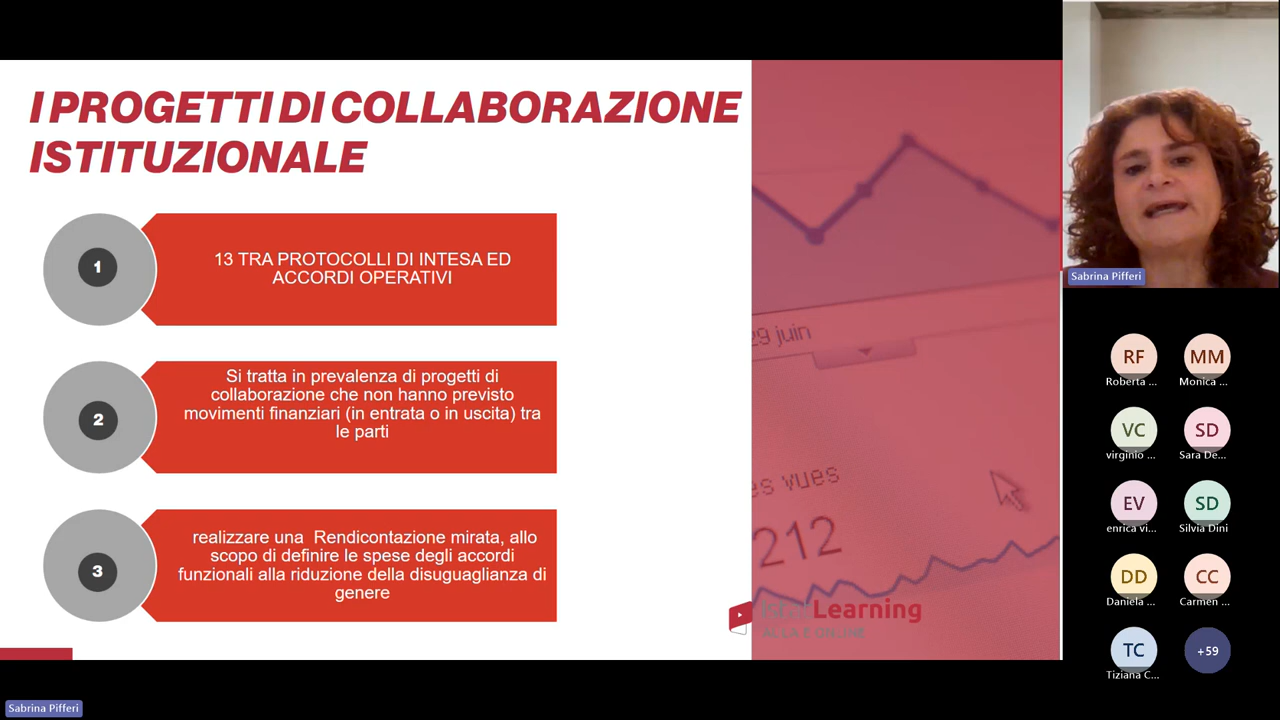 I PROGETTI DI COLLABORAZIONE
ISTITUZIONALE
1
13 TRA PROTOCOLLI DI INTESA ED
ACCORDI OPERATIVI
2
Si tratta in prevalenza di progetti di
collaborazione che non hanno previsto
movimenti finanziari (in entrata o in uscita) tra
le parti
3
realizzare una Rendicontazione mirata, allo
scopo di definire le spese degli accordi
funzionali alla riduzione della disuguaglianza di
genere
29 juin
es vues
212
Learning
ONLINE
Sabrina Pifferi
RF
MM
Roberta ...
Monica ...
VC
SD
virginio ...
Sara De...
EV
SD
enrica vi...
Silvia Dini
DD
CC
Daniela ...
Carmen ...
TC
+59
Tiziana C...
Sabrina Pifferi